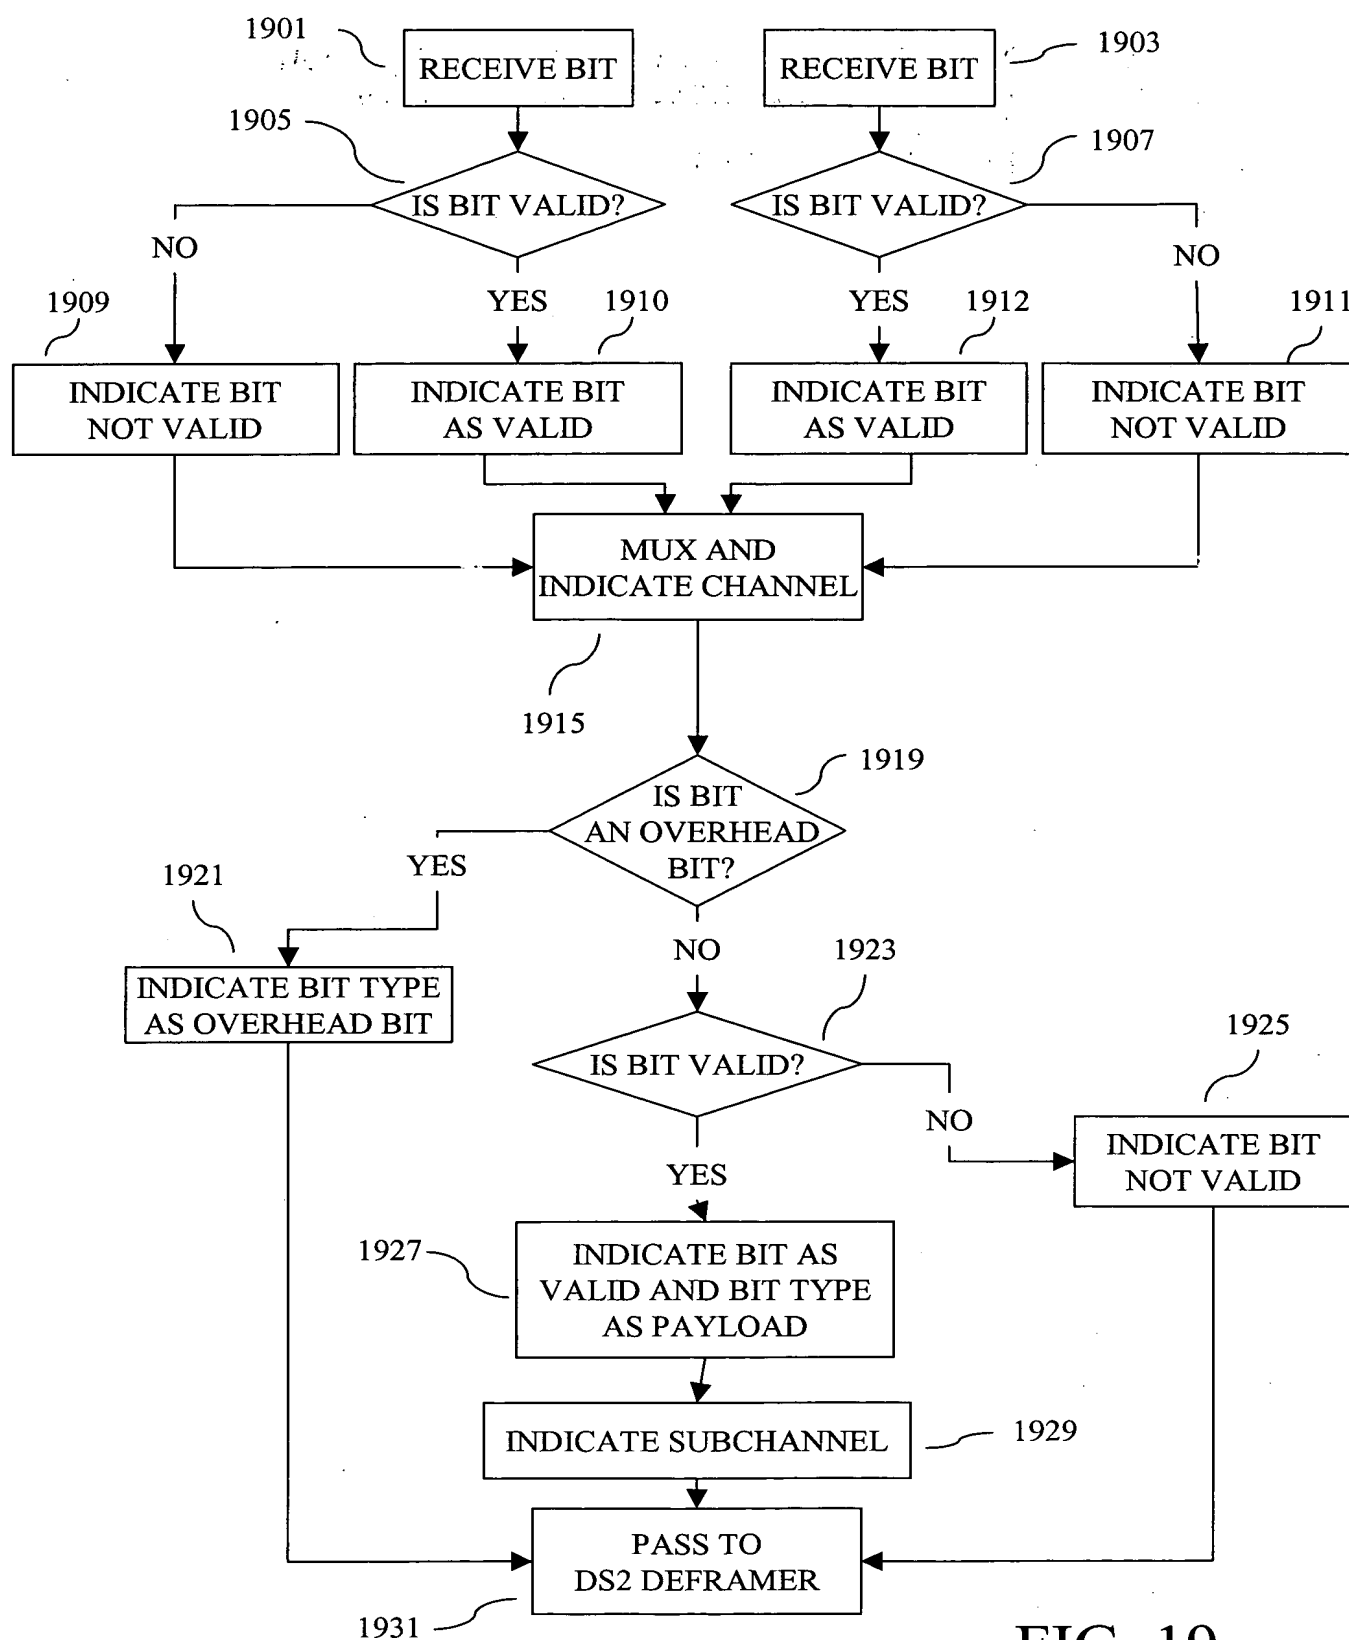 1901
RECEIVE BIT
RECEIVE BIT
1903
1905
IS BIT VALID?
IS BIT VALID?
1907
NO
YES
YES
NO
1909
1910
1912
1911
INDICATE BIT
NOT VALID
INDICATE BIT
AS VALID
INDICATE BIT
AS VALID
INDICATE BIT
NOT VALID
MUX AND
INDICATE CHANNEL
1915
1919
IS BIT
AN OVERHEAD
BIT?
YES
1921
NO
1923
INDICATE BIT TYPE
AS OVERHEAD BIT
IS BIT VALID?
1925
NO
INDICATE BIT
NOT VALID
YES
1927
INDICATE BIT AS
VALID AND BIT TYPE
AS PAYLOAD
INDICATE SUBCHANNEL
1929
PASS TO
DS2 DEFRAMER
1931
FIG. 19